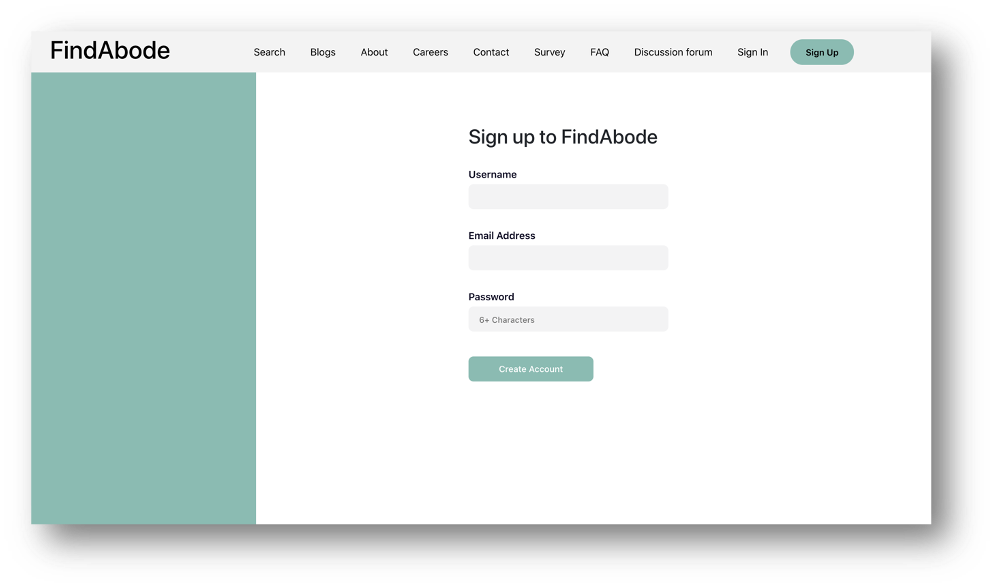 FindAbode Search Blogs About Careers Contact Survey FAQ Discussion forum Sign In Sign Up
Sign up to FindAbode
Username
Email Address
Password
6+ Characters
Create Account